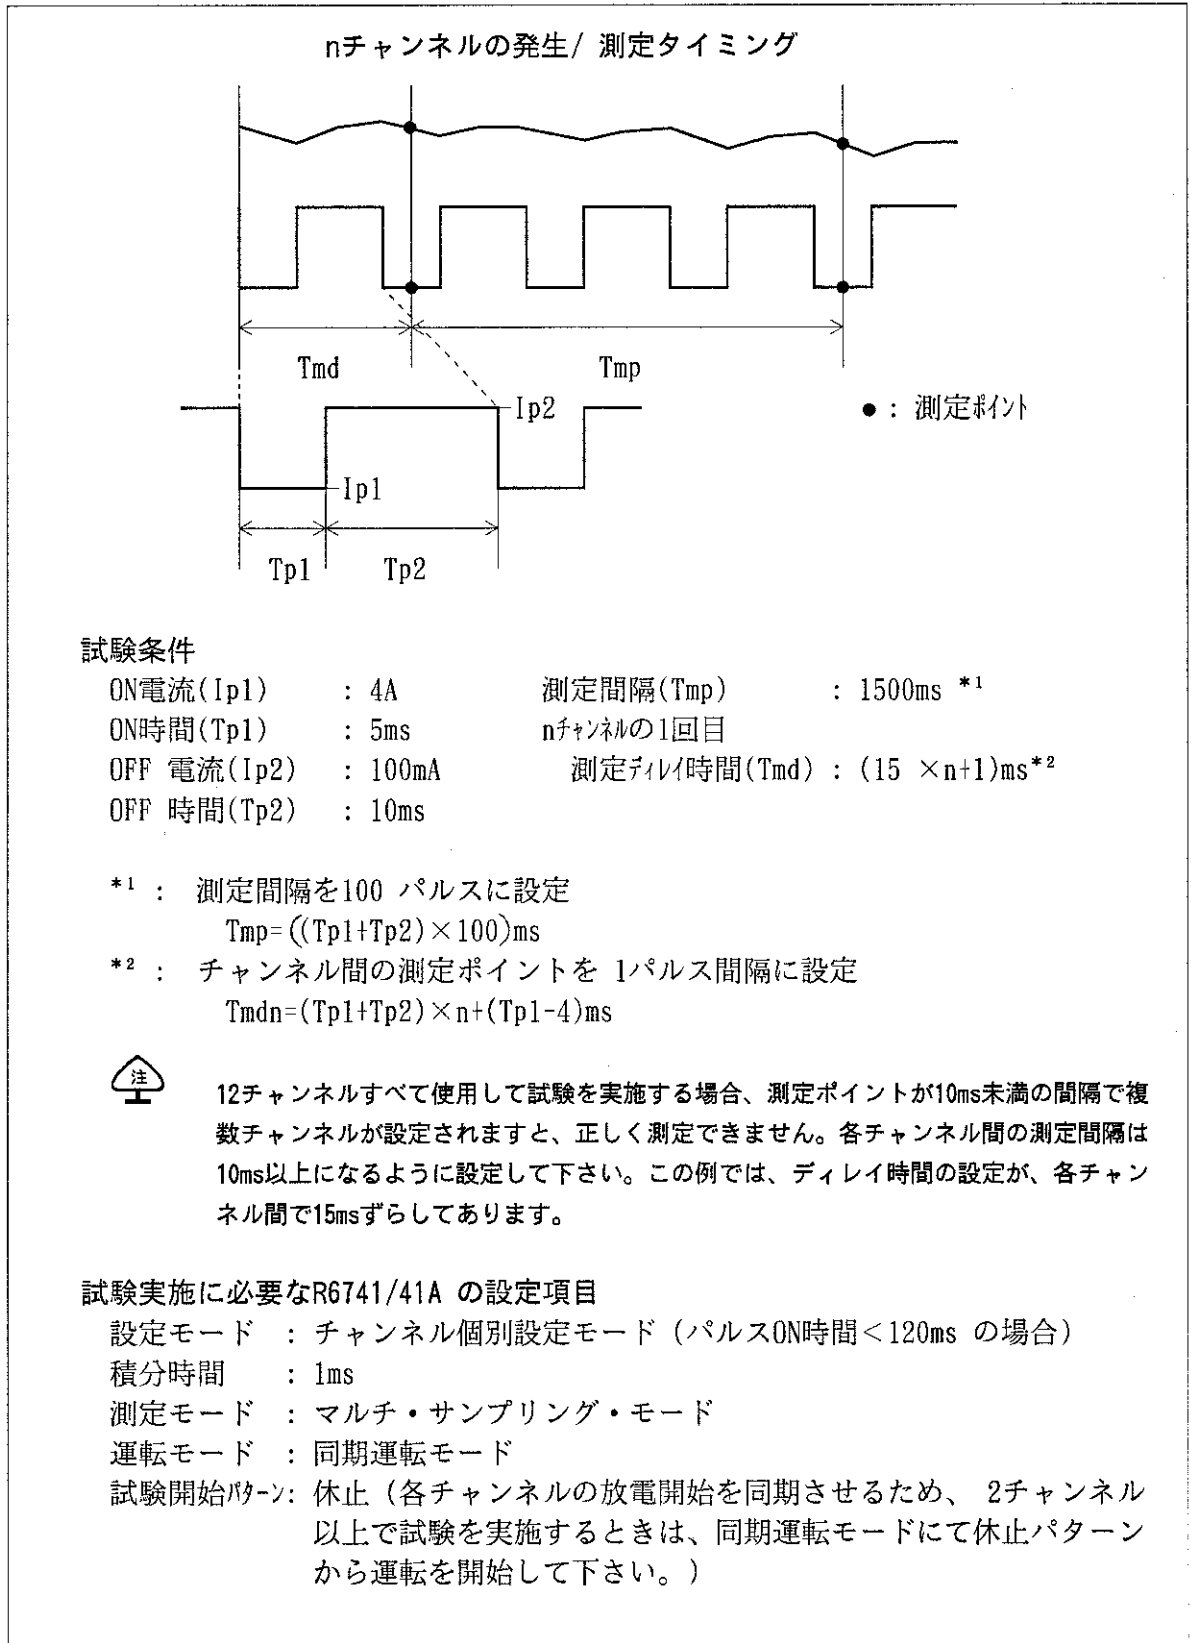 nチャンネルの発生/ 測定タイミング
Tmd
Tmp
Ip2
●: 測定ポイント
Ip1
Tp1
Tp2
試験条件
ON電流(Ip1) : 4A 測定間隔(Tmp) : 1500ms *1
ON時間(Tp1) : 5ms nチャンネルの1回目
OFF 電流(Ip2) : 100mA 測定ディレイ時間(Tmd) : (15 ×n+1)ms*2
OFF 時間(Tp2) : 10ms
*1 : 測定間隔を100 パルスに設定
Tmp=((Tp1+Tp2)×100)ms
*2 : チャンネル間の測定ポイントを 1パルス間隔に設定
Tmdn=(Tp1+Tp2)×n+(Tp1-4)ms
注
12チャンネルすべて使用して試験を実施する場合、測定ポイントが10ms未満の間隔で複
数チャンネルが設定されますと、正しく測定できません。各チャンネル間の測定間隔は
10ms以上になるように設定して下さい。この例では、ディレイ時間の設定が、各チャン
ネル間で15msずらしてあります。
試験実施に必要なR6741/41A の設定項目
設定モード : チャンネル個別設定モード (パルスON時間<120ms の場合)
積分時間 : 1ms
測定モード : マルチ・サンプリング・モード
運転モード : 同期運転モード
試験開始パターン: 休止 (各チャンネルの放電開始を同期させるため、 2チャンネル
以上で試験を実施するときは、同期運転モードにて休止パターン
から運転を開始して下さい。)